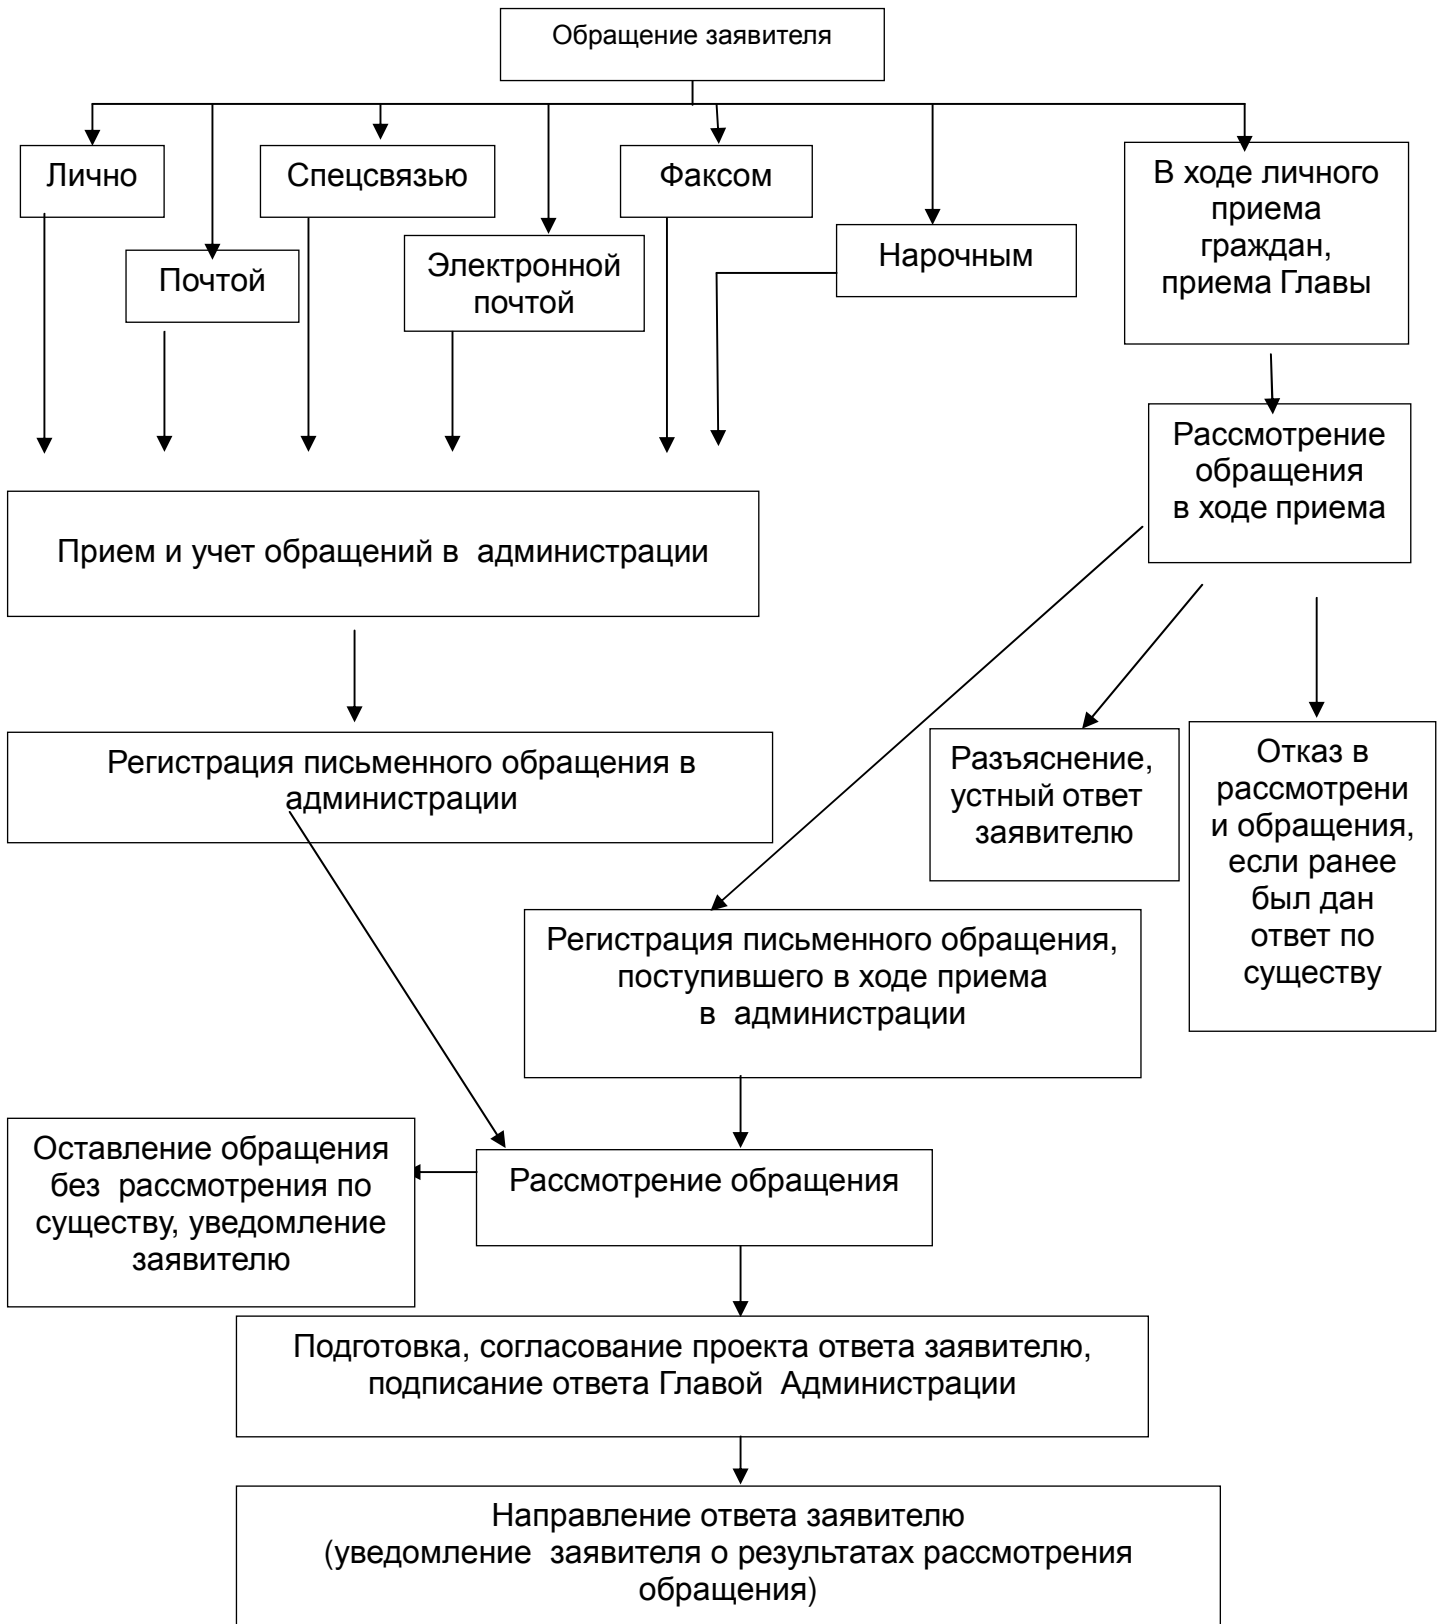 Обращение заявителя
Лично
Спецсвязью
Факсом
В ходе личного
приема
граждан,
приема Главы
Почтой
Электронной
почтой
Нарочным
Рассмотрение
обращения
в ходе приема
Прием и учет обращений в администрации
Регистрация письменного обращения в
администрации
Разъяснение,
устный ответ
заявителю
Отказ в
рассмотрени
и обращения,
если ранее
был дан
ответ по
существу
Регистрация письменного обращения,
поступившего в ходе приема
в администрации
Оставление обращения
без рассмотрения по
существу, уведомление
заявителю
Рассмотрение обращения
Подготовка, согласование проекта ответа заявителю,
подписание ответа Главой Администрации
Направление ответа заявителю
(уведомление заявителя о результатах рассмотрения
обращения)